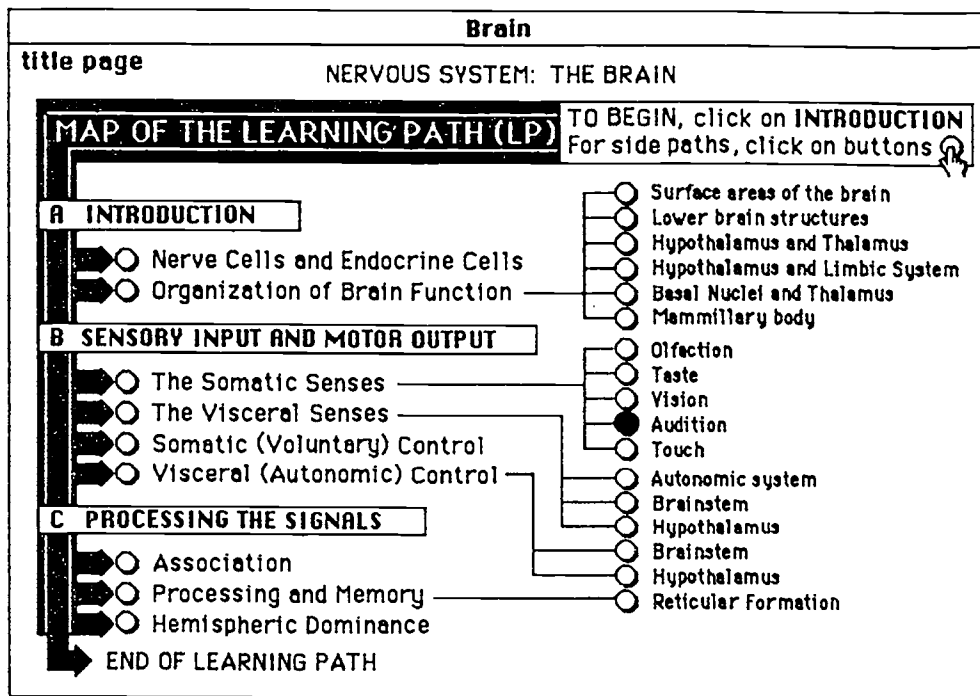 Brain
title page
NERVOUS SYSTEM: THE BRAIN
MAP OF THE LEARNING PATH (LP)
TO BEGIN, click on INTRODUCTION
For side paths, click on buttons
A INTRODUCTION
Nerve Cells and Endocrine Cells
Organization of Brain Function
Surface areas of the brain
Lower brain structures
Hypothalamus and Thalamus
Hypothalamus and Limbic System
Basal Nuclei and Thalamus
Mammillary body
B SENSORY INPUT AND MOTOR OUTPUT
The Somatic Senses
The Visceral Senses
Somatic (Voluntary) Control
Visceral (Autonomic) Control
Olfaction
Taste
Vision
Audition
Touch
Autonomic system
Brainstem
Hypothalamus
Brainstem
Hypothalamus
Reticular Formation
C PROCESSING THE SIGNALS
Association
Processing and Memory
Hemispheric Dominance
END OF LEARNING PATH